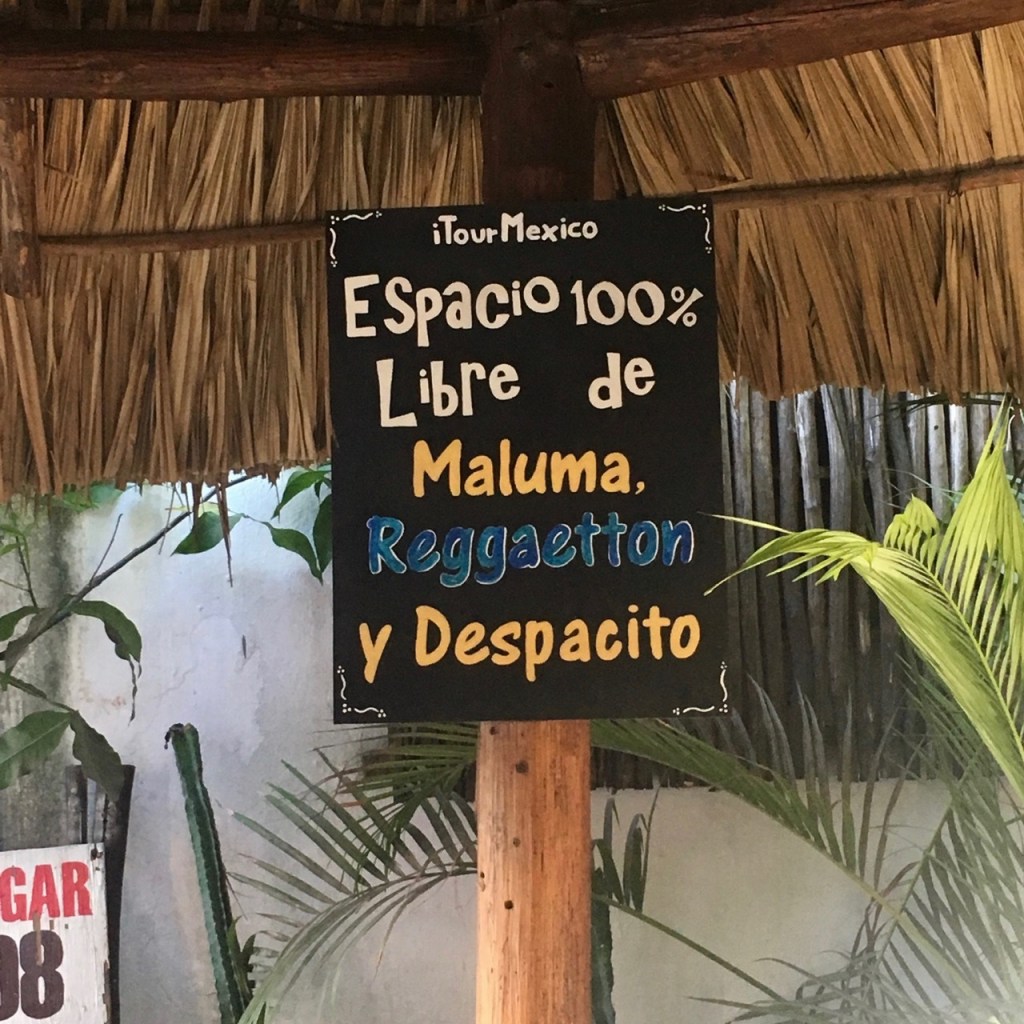 iTourMexico
Espacio 100%
Libre de
Maluma,
Reggaetton
y Despacito
GAR
08